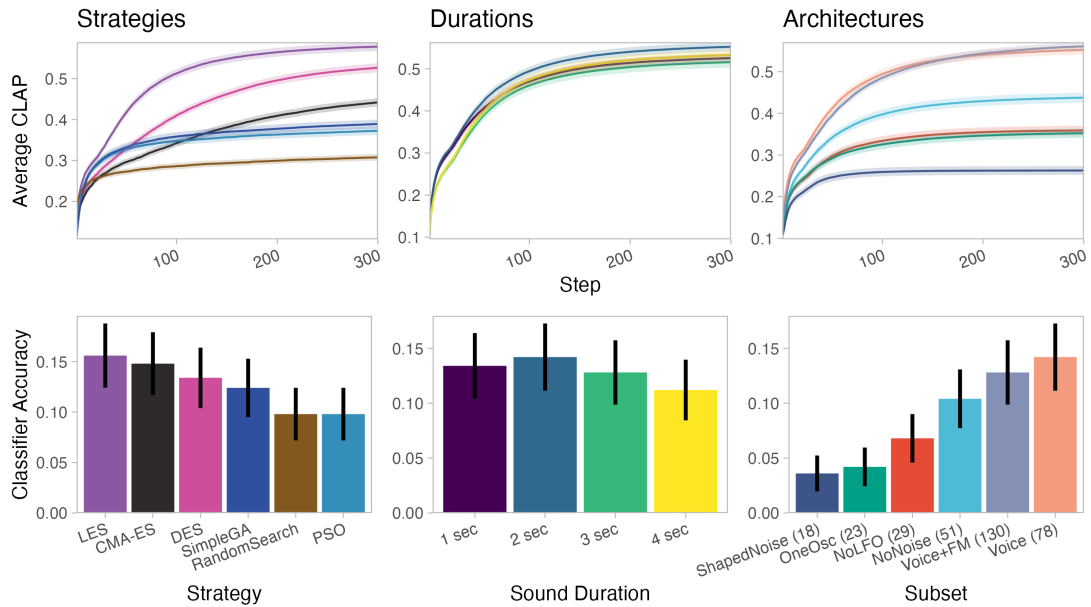 Strategies
Durations
Architectures
Average CLAP
0.5
0.4
0.3
0.2
100
200
300
0.5
0.4
0.3
0.2
0.1
100
200
300
0.5
0.4
0.3
0.2
0.1
100
200
300
Step
Classifier Accuracy
0.15
0.10
0.05
0.00
LES
CMA-ES
DES
SimpleGA
RandomSearch
PSO
Strategy
0.15
0.10
0.05
0.00
1 sec
2 sec
3 sec
4 sec
Sound Duration
0.15
0.10
0.05
0.00
ShapedNoise (18)
OneOsc (23)
NoLFO (29)
NoNoise (51)
Voice+FM (130)
Voice (78)
Subset